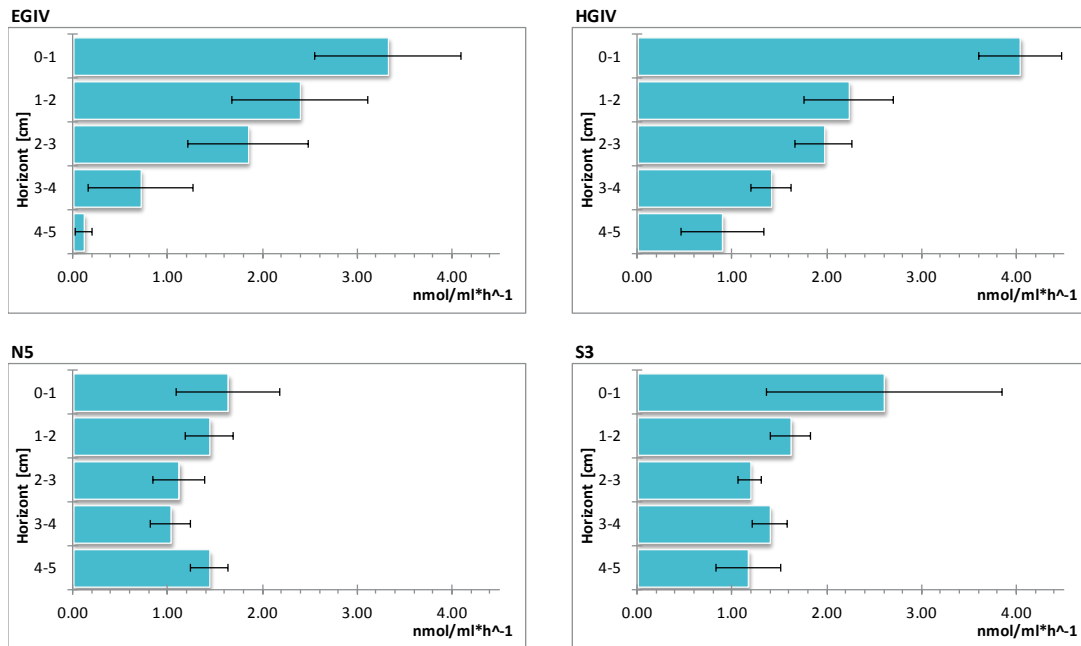 EGIV
Horizont [cm]
0-1
1-2
2-3
3-4
4-5
0.00 1.00 2.00 3.00 4.00
nmol/ml*h^-1
HGIV
Horizont [cm]
0-1
1-2
2-3
3-4
4-5
0.00 1.00 2.00 3.00 4.00
nmol/ml*h^-1
N5
Horizont [cm]
0-1
1-2
2-3
3-4
4-5
0.00 1.00 2.00 3.00 4.00
nmol/ml*h^-1
S3
Horizont [cm]
0-1
1-2
2-3
3-4
4-5
0.00 1.00 2.00 3.00 4.00
nmol/ml*h^-1